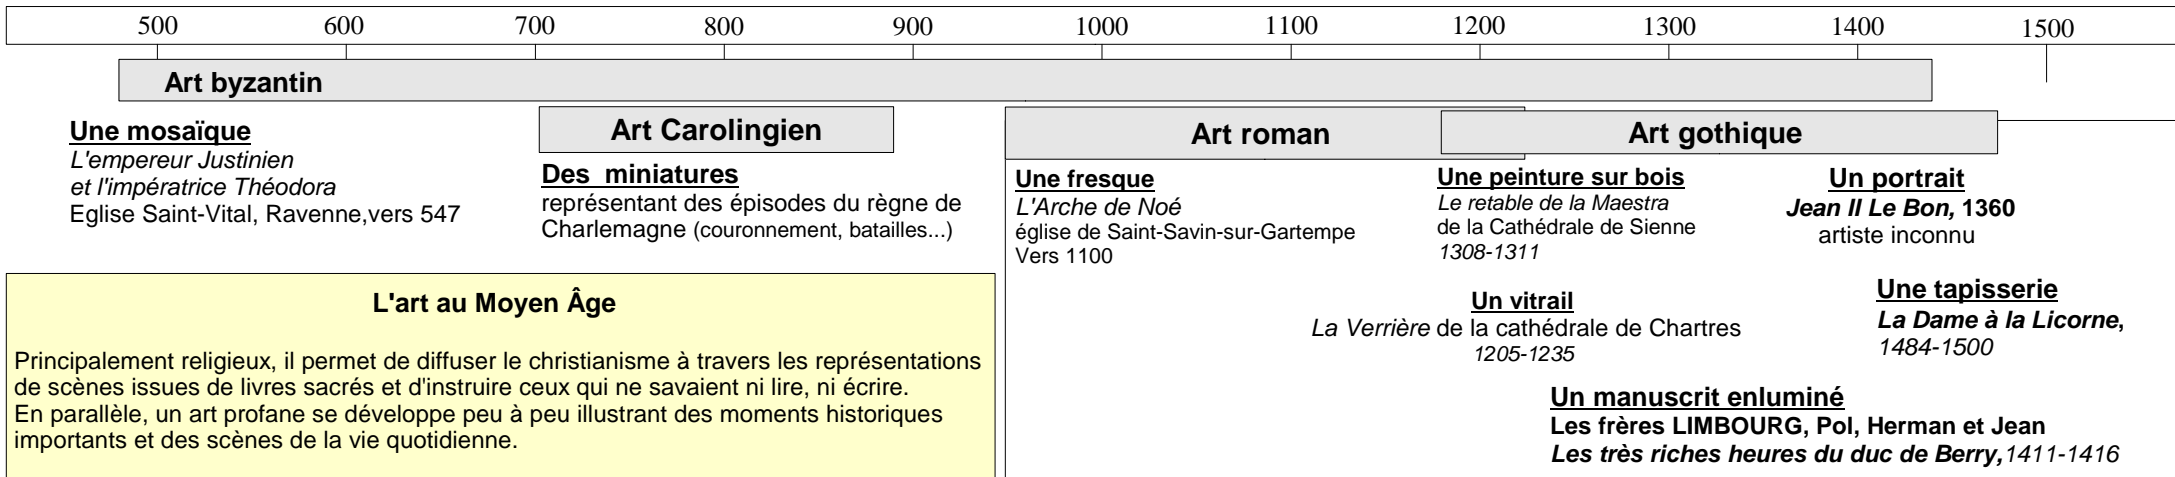 500 600 700 800 900 1000 1100 1200 1300 1400 1500
Art byzantin
Art Carolingien
Art roman
Art gothique
Une mosaïque
L'empereur Justinien
et l'impératrice Théodora
Eglise Saint-Vital, Ravenne,vers 547
Des miniatures
représentant des épisodes du règne de
Charlemagne (couronnement, batailles...)
Une fresque
L'Arche de Noé
église de Saint-Savin-sur-Gartempe
Vers 1100
Une peinture sur bois
Le retable de la Maestra
de la Cathédrale de Sienne
1308-1311
Un portrait
Jean II Le Bon, 1360
artiste inconnu
Un vitrail
La Verrière de la cathédrale de Chartres
1205-1235
Une tapisserie
La Dame à la Licorne,
1484-1500
Un manuscrit enluminé
Les frères LIMBOURG, Pol, Herman et Jean
Les très riches heures du duc de Berry,1411-1416
L'art au Moyen Âge
Principalement religieux, il permet de diffuser le christianisme à travers les représentations
de scènes issues de livres sacrés et d'instruire ceux qui ne savaient ni lire, ni écrire.
En parallèle, un art profane se développe peu à peu illustrant des moments historiques
importants et des scènes de la vie quotidienne.